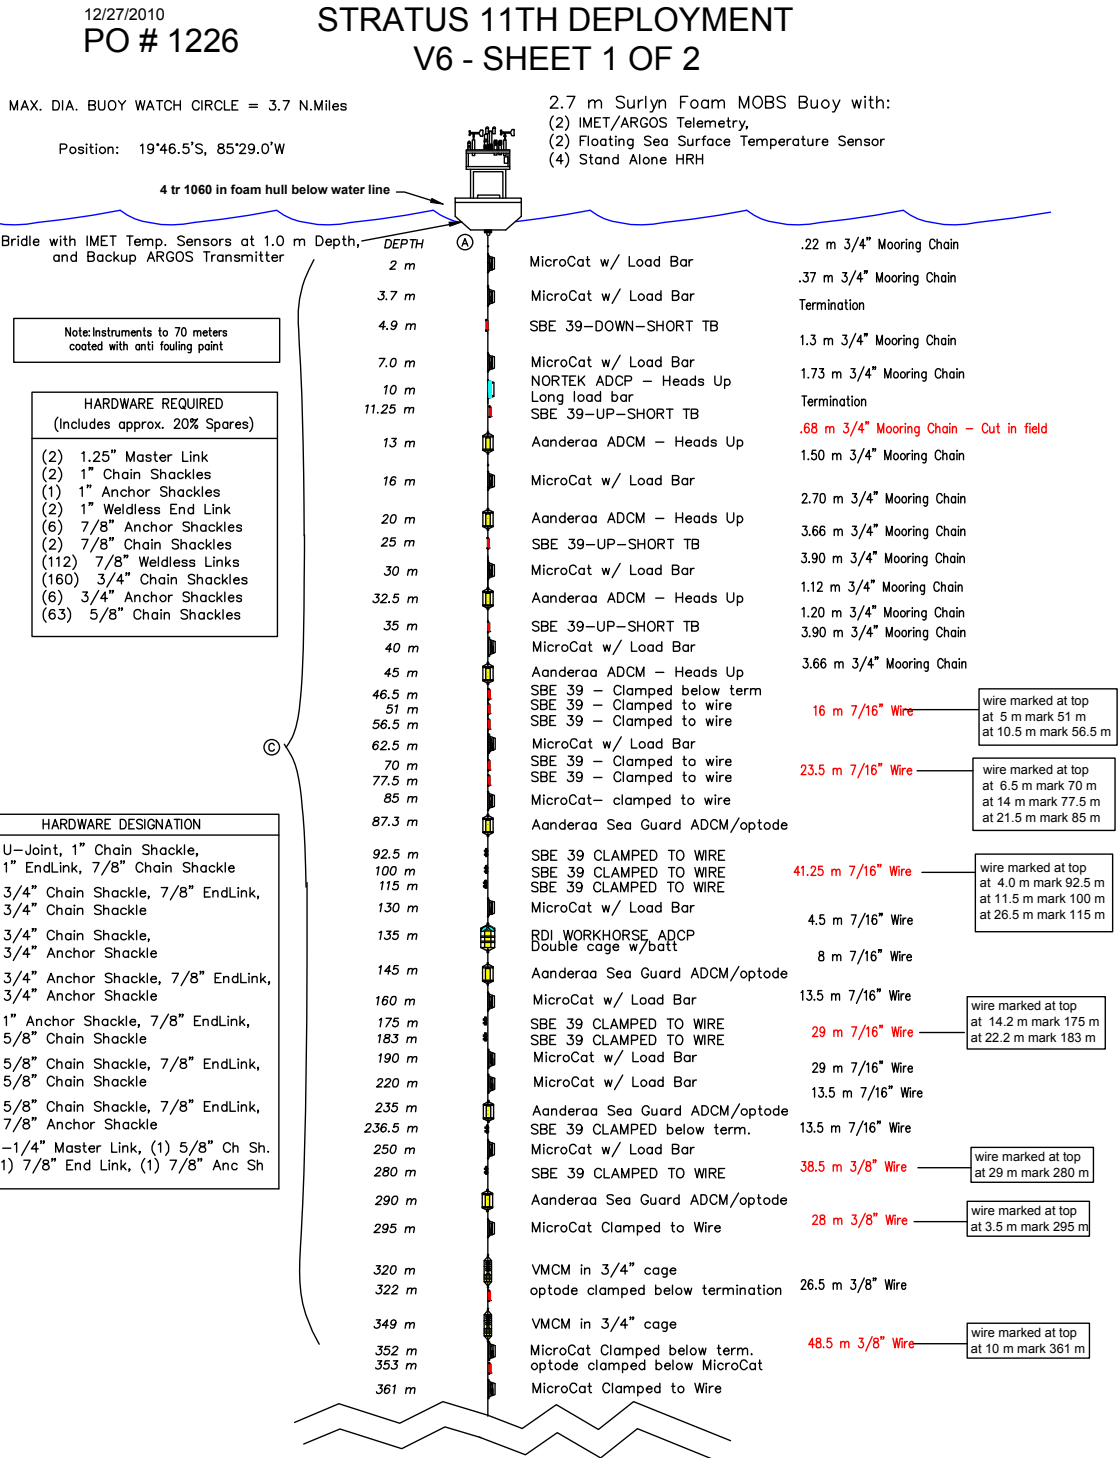 12/27/2010
PO # 1226
STRATUS 11TH DEPLOYMENT
V6 - SHEET 1 OF 2
MAX. DIA. BUOY WATCH CIRCLE = 3.7 N.Miles
Position: 19°46.5'S, 85°29.0'W
2.7 m Surlyn Foam MOBS Buoy with:
(2) IMET/ARGOS Telemetry,
(2) Floating Sea Surface Temperature Sensor
(4) Stand Alone HRH
4 tr 1060 in foam hull below water line
Bridle with IMET Temp. Sensors at 1.0 m Depth,
and Backup ARGOS Transmitter
Note:Instruments to 70 meters
coated with anti fouling paint
HARDWARE REQUIRED
(Includes approx. 20% Spares)
(2) 1.25" Master Link
(2) 1" Chain Shackles
(1) 1" Anchor Shackles
(2) 1" Weldless End Link
(6) 7/8" Anchor Shackles
(2) 7/8" Chain Shackles
(112) 7/8" Weldless Links
(160) 3/4" Chain Shackles
(6) 3/4" Anchor Shackles
(63) 5/8" Chain Shackles
C
HARDWARE DESIGNATION
U-Joint, 1" Chain Shackle,
1" EndLink, 7/8" Chain Shackle
3/4" Chain Shackle, 7/8" EndLink,
3/4" Chain Shackle
3/4" Chain Shackle,
3/4" Anchor Shackle
3/4" Anchor Shackle, 7/8" EndLink,
3/4" Anchor Shackle
1" Anchor Shackle, 7/8" EndLink,
5/8" Chain Shackle
5/8" Chain Shackle, 7/8" EndLink,
5/8" Chain Shackle
5/8" Chain Shackle, 7/8" EndLink,
7/8" Anchor Shackle
-1/4" Master Link, (1) 5/8" Ch Sh.
1) 7/8" End Link, (1) 7/8" Anc Sh
DEPTH
A
2 m MicroCat w/ Load Bar
3.7 m MicroCat w/ Load Bar
4.9 m SBE 39-DOWN-SHORT TB
7.0 m MicroCat w/ Load Bar
10 m NORTEK ADCP - Heads Up
Long load bar
11.25 m SBE 39-UP-SHORT TB
13 m Aanderaa ADCM - Heads Up
16 m MicroCat w/ Load Bar
20 m Aanderaa ADCM - Heads Up
25 m SBE 39-UP-SHORT TB
30 m MicroCat w/ Load Bar
32.5 m Aanderaa ADCM - Heads Up
35 m SBE 39-UP-SHORT TB
40 m MicroCat w/ Load Bar
45 m Aanderaa ADCM - Heads Up
46.5 m SBE 39 - Clamped below term
51 m SBE 39 - Clamped to wire
56.5 m SBE 39 - Clamped to wire
62.5 m MicroCat w/ Load Bar
70 m SBE 39 - Clamped to wire
77.5 m SBE 39 - Clamped to wire
85 m MicroCat- clamped to wire
87.3 m Aanderaa Sea Guard ADCM/optode
92.5 m SBE 39 CLAMPED TO WIRE
100 m SBE 39 CLAMPED TO WIRE
115 m SBE 39 CLAMPED TO WIRE
130 m MicroCat w/ Load Bar
135 m RDI WORKHORSE ADCP
Double cage w/batt
145 m Aanderaa Sea Guard ADCM/optode
160 m MicroCat w/ Load Bar
175 m SBE 39 CLAMPED TO WIRE
183 m SBE 39 CLAMPED TO WIRE
190 m MicroCat w/ Load Bar
220 m MicroCat w/ Load Bar
235 m Aanderaa Sea Guard ADCM/optode
236.5 m SBE 39 CLAMPED below term.
250 m MicroCat w/ Load Bar
280 m SBE 39 CLAMPED TO WIRE
290 m Aanderaa Sea Guard ADCM/optode
295 m MicroCat Clamped to Wire
320 m VMCM in 3/4" cage
322 m optode clamped below termination
349 m VMCM in 3/4" cage
352 m MicroCat Clamped below term.
353 m optode clamped below MicroCat
361 m MicroCat Clamped to Wire
.22 m 3/4" Mooring Chain
.37 m 3/4" Mooring Chain
Termination
1.3 m 3/4" Mooring Chain
1.73 m 3/4" Mooring Chain
Termination
.68 m 3/4" Mooring Chain - Cut in field
1.50 m 3/4" Mooring Chain
2.70 m 3/4" Mooring Chain
3.66 m 3/4" Mooring Chain
3.90 m 3/4" Mooring Chain
1.12 m 3/4" Mooring Chain
1.20 m 3/4" Mooring Chain
3.90 m 3/4" Mooring Chain
3.66 m 3/4" Mooring Chain
16 m 7/16" Wire
wire marked at top
at 5 m mark 51 m
at 10.5 m mark 56.5 m
23.5 m 7/16" Wire
wire marked at top
at 6.5 m mark 70 m
at 14 m mark 77.5 m
at 21.5 m mark 85 m
41.25 m 7/16" Wire
wire marked at top
at 4.0 m mark 92.5 m
at 11.5 m mark 100 m
at 26.5 m mark 115 m
4.5 m 7/16" Wire
8 m 7/16" Wire
13.5 m 7/16" Wire
29 m 7/16" Wire
wire marked at top
at 14.2 m mark 175 m
at 22.2 m mark 183 m
29 m 7/16" Wire
13.5 m 7/16" Wire
13.5 m 7/16" Wire
38.5 m 3/8" Wire
wire marked at top
at 29 m mark 280 m
28 m 3/8" Wire
wire marked at top
at 3.5 m mark 295 m
26.5 m 3/8" Wire
48.5 m 3/8" Wire
wire marked at top
at 10 m mark 361 m